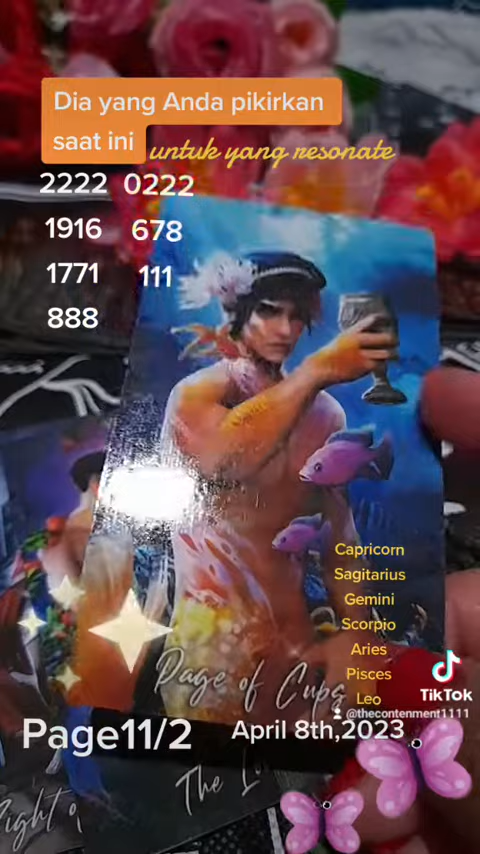 Dia yang Anda pikirkan
saat ini
untuk yang resonate
2222 0222
1916 678
1771 111
888
Capricorn
Sagitarius
Gemini
Scorpio
Aries
Pisces
Leo
Page of Cups
TikTok
@thecontenment1111
Page11/2
April 8th,2023
The